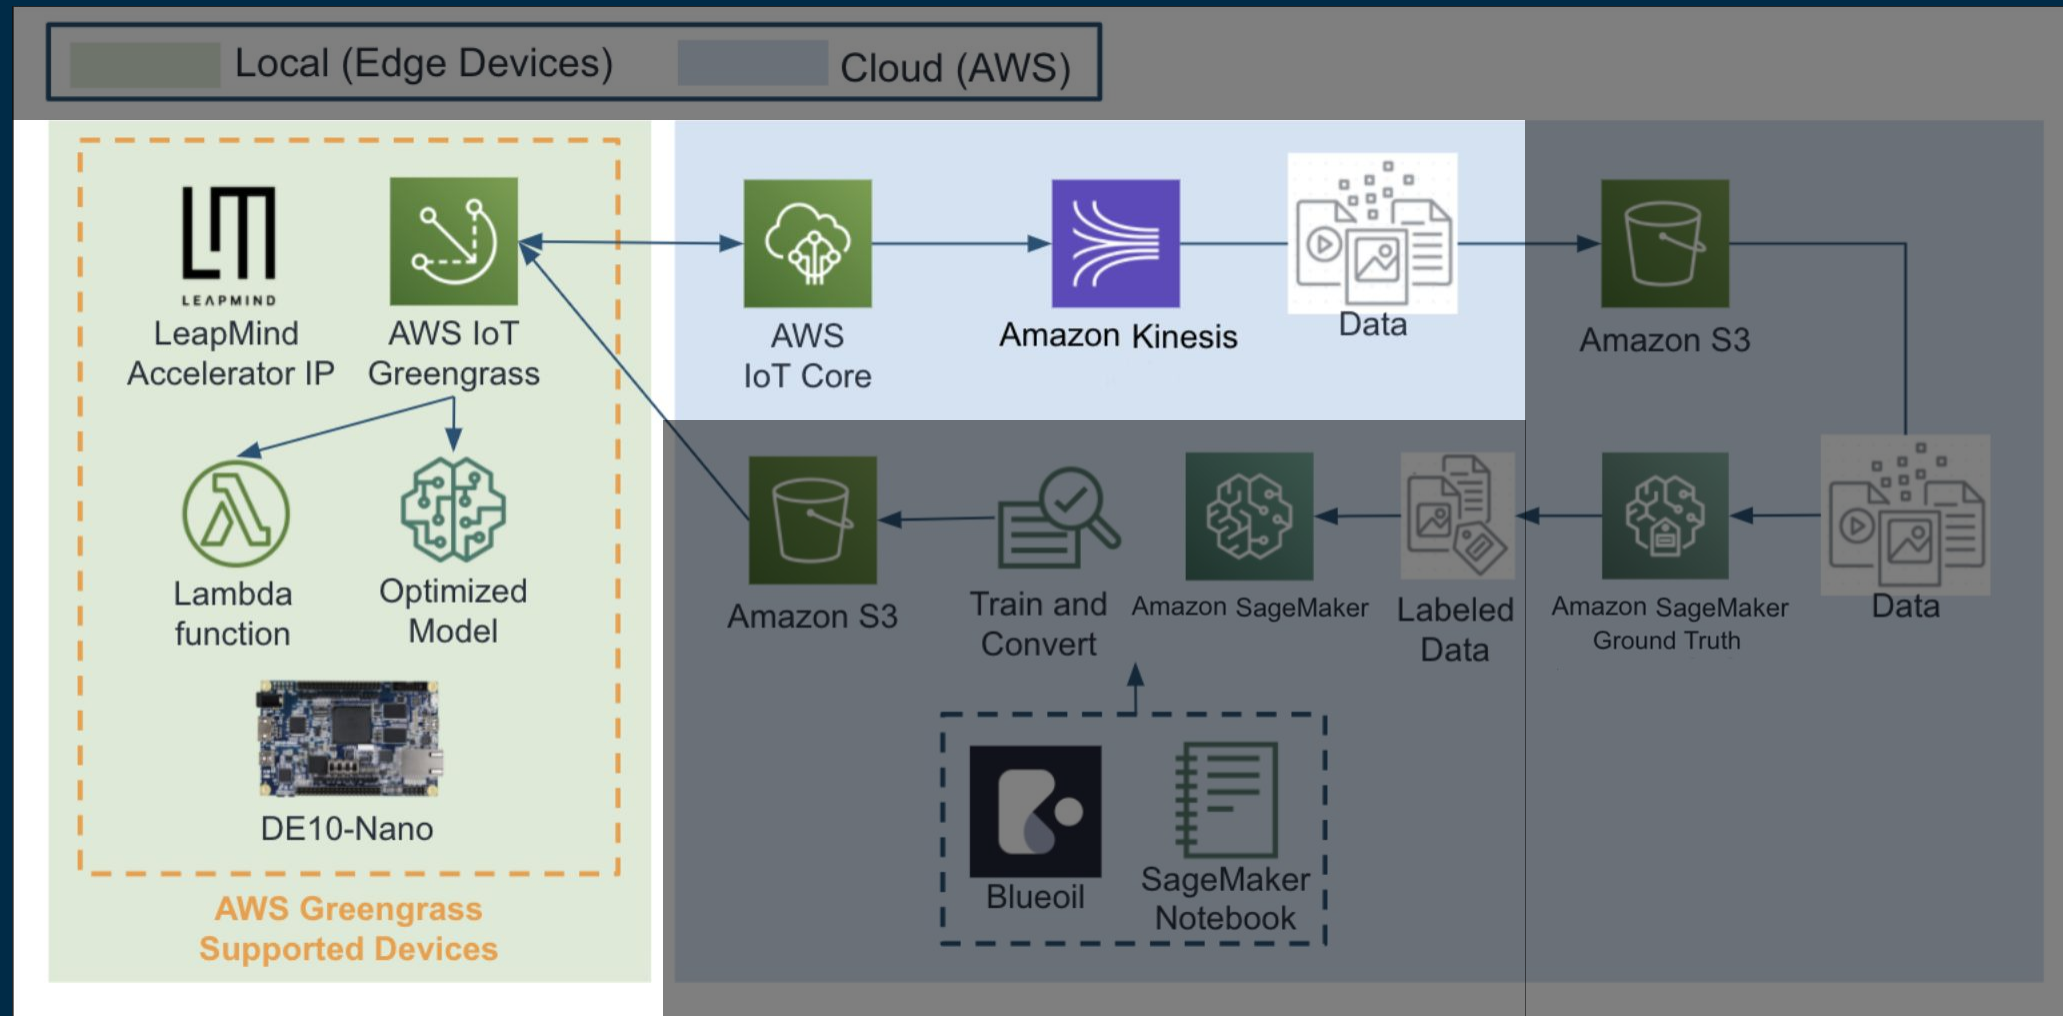 Local (Edge Devices)
Cloud (AWS)
LEAPMIND
LeapMind
Accelerator IP
AWS IoT
Greengrass
AWS
IoT Core
Amazon Kinesis
Data
Amazon S3
Lambda
function
Optimized
Model
Amazon S3
Train and
Convert
Amazon SageMaker
Labeled
Data
Amazon SageMaker
Ground Truth
Data
DE10-Nano
Blueoil
SageMaker
Notebook
AWS Greengrass
Supported Devices